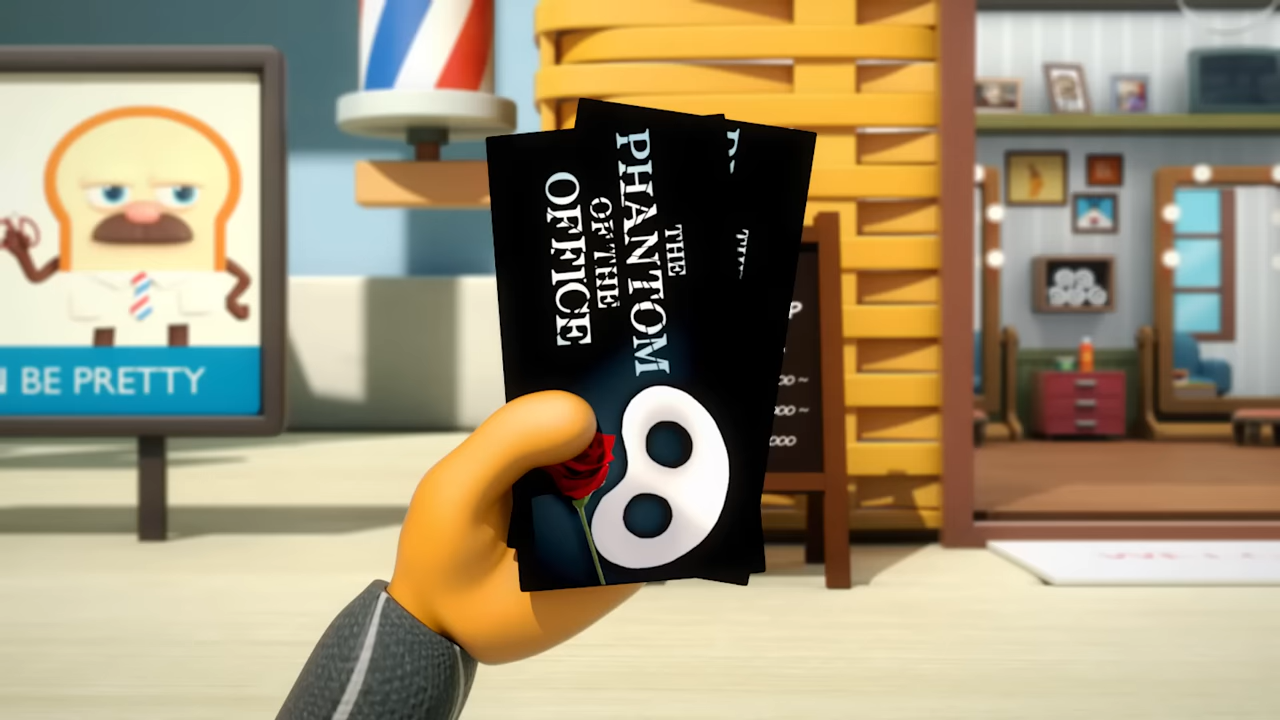 N BE PRETTY
THE
PHANTOM
OF THE
OFFICE